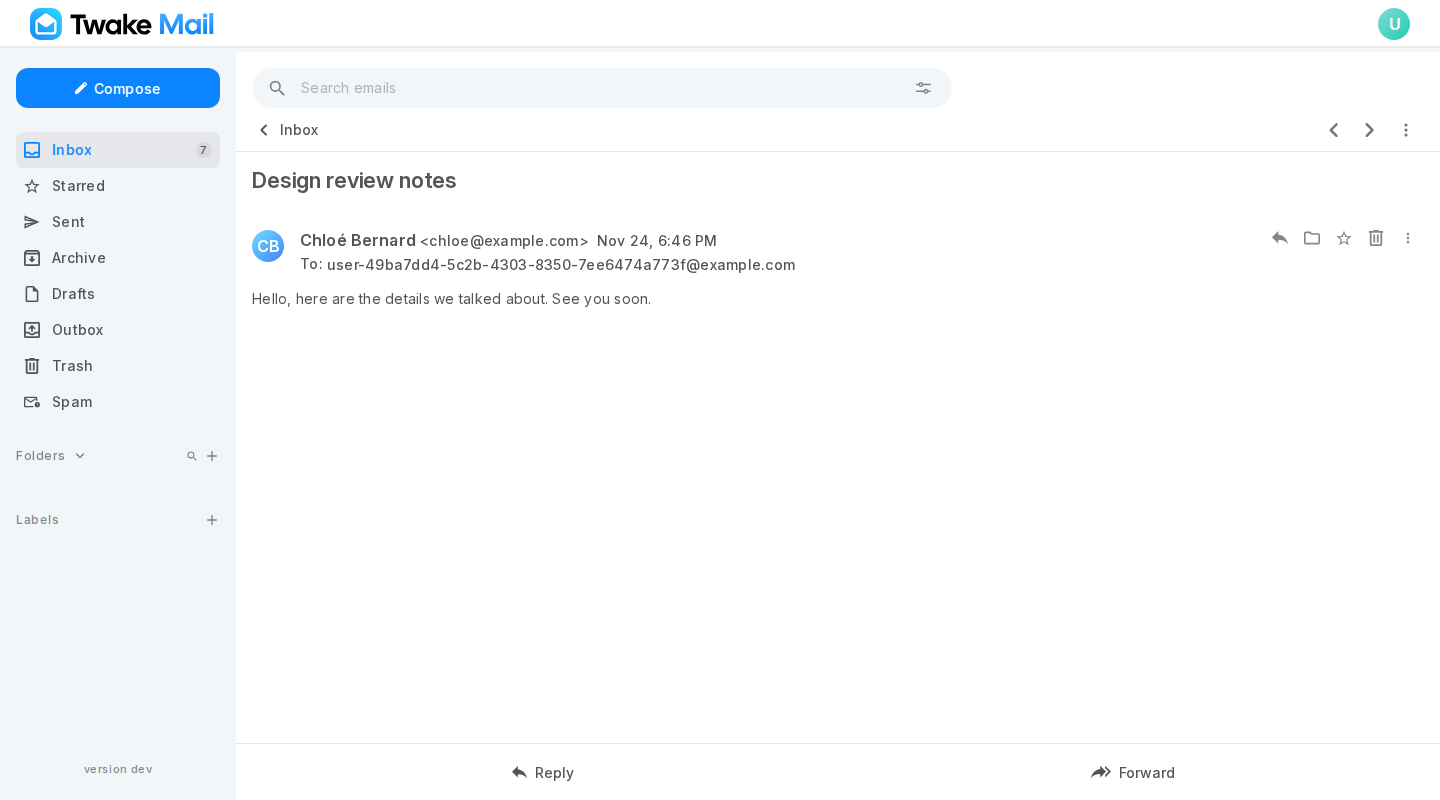 Twake Mail
U
Compose
Search emails
Inbox 7
Inbox
Starred
Sent
Archive
Drafts
Outbox
Trash
Spam
Folders
Labels
version dev
Design review notes
CB
Chloé Bernard <chloe@example.com> Nov 24, 6:46 PM
To: user-49ba7dd4-5c2b-4303-8350-7ee6474a773f@example.com
Hello, here are the details we talked about. See you soon.
Reply
Forward